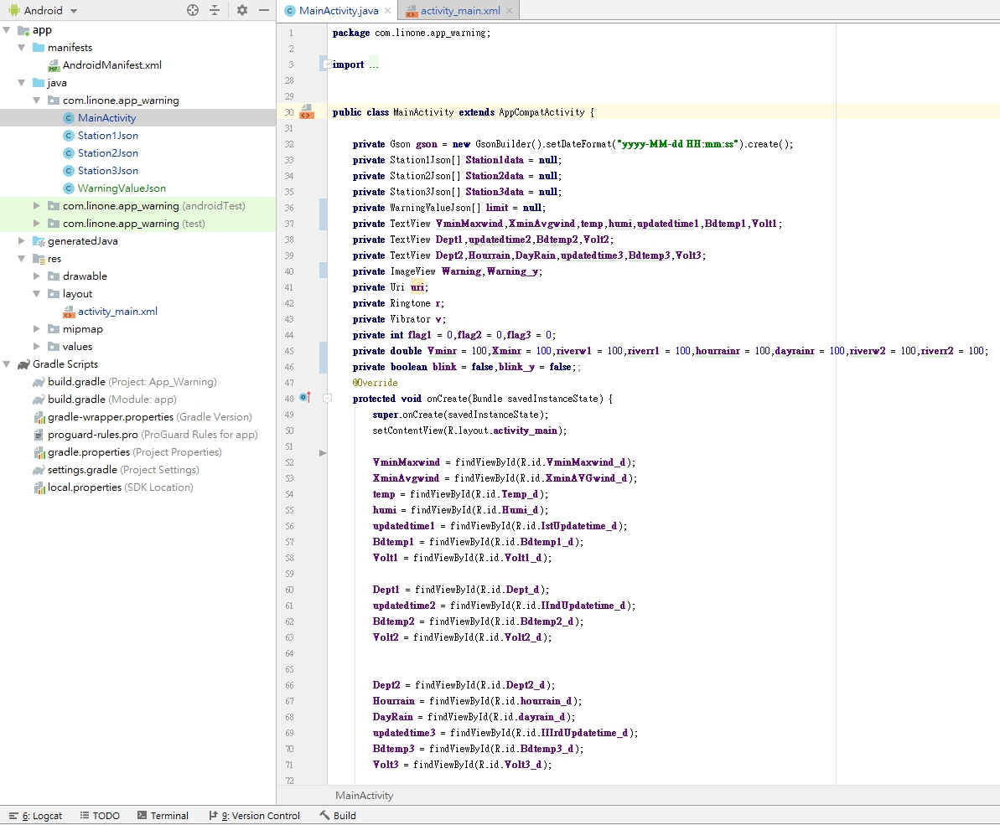 Android
app
manifests
AndroidManifest.xml
java
com.linone.app_warning
MainActivity
Station1Json
Station2Json
Station3Json
WarningValueJson
com.linone.app_warning (androidTest)
com.linone.app_warning (test)
generatedJava
res
drawable
layout
activity_main.xml
mipmap
values
Gradle Scripts
build.gradle (Project: App_Warning)
build.gradle (Module: app)
gradle-wrapper.properties (Gradle Version)
proguard-rules.pro (ProGuard Rules for app)
gradle.properties (Project Properties)
settings.gradle (Project Settings)
local.properties (SDK Location)
MainActivity.java
activity_main.xml
1 package com.linone.app_warning;
2
3 import ...
28
29
30 public class MainActivity extends AppCompatActivity {
31
32 private Gson gson = new GsonBuilder().setDateFormat("yyyy-MM-dd HH:mm:ss").create();
33 private Station1Json[] Station1data = null;
34 private Station2Json[] Station2data = null;
35 private Station3Json[] Station3data = null;
36 private WarningValueJson[] limit = null;
37 private TextView VminMaxwind,XminAvgwind,temp,humi,updatedtime1,Bdtemp1,Volt1;
38 private TextView Dept1,updatedtime2,Bdtemp2,Volt2;
39 private TextView Dept2,Hourrain,DayRain,updatedtime3,Bdtemp3,Volt3;
40 private ImageView Warning,Warning_y;
41 private Uri uri;
42 private Ringtone r;
43 private Vibrator v;
44 private int flag1 = 0,flag2 = 0,flag3 = 0;
45 private double Vminr = 100,Xminr = 100,riverw1 = 100,riverr1 = 100,hourrainr = 100,dayrainr = 100,riverw2 = 100,riverr2 = 100;
46 private boolean blink = false,blink_y = false;;
47 @Override
48 protected void onCreate(Bundle savedInstanceState) {
49 super.onCreate(savedInstanceState);
50 setContentView(R.layout.activity_main);
51
52 VminMaxwind = findViewById(R.id.VminMaxwind_d);
53 XminAvgwind = findViewById(R.id.XminAVGwind_d);
54 temp = findViewById(R.id.Temp_d);
55 humi = findViewById(R.id.Humi_d);
56 updatedtime1 = findViewById(R.id.IstUpdatetime_d);
57 Bdtemp1 = findViewById(R.id.Bdtemp1_d);
58 Volt1 = findViewById(R.id.Volt1_d);
59
60 Dept1 = findViewById(R.id.Dept_d);
61 updatedtime2 = findViewById(R.id.IIndUpdatetime_d);
62 Bdtemp2 = findViewById(R.id.Bdtemp2_d);
63 Volt2 = findViewById(R.id.Volt2_d);
64
65
66 Dept2 = findViewById(R.id.Dept2_d);
67 Hourrain = findViewById(R.id.hourrain_d);
68 DayRain = findViewById(R.id.dayrain_d);
69 updatedtime3 = findViewById(R.id.IIIrdUpdatetime_d);
70 Bdtemp3 = findViewById(R.id.Bdtemp3_d);
71 Volt3 = findViewById(R.id.Volt3_d);
72
MainActivity
6: Logcat TODO Terminal 9: Version Control Build